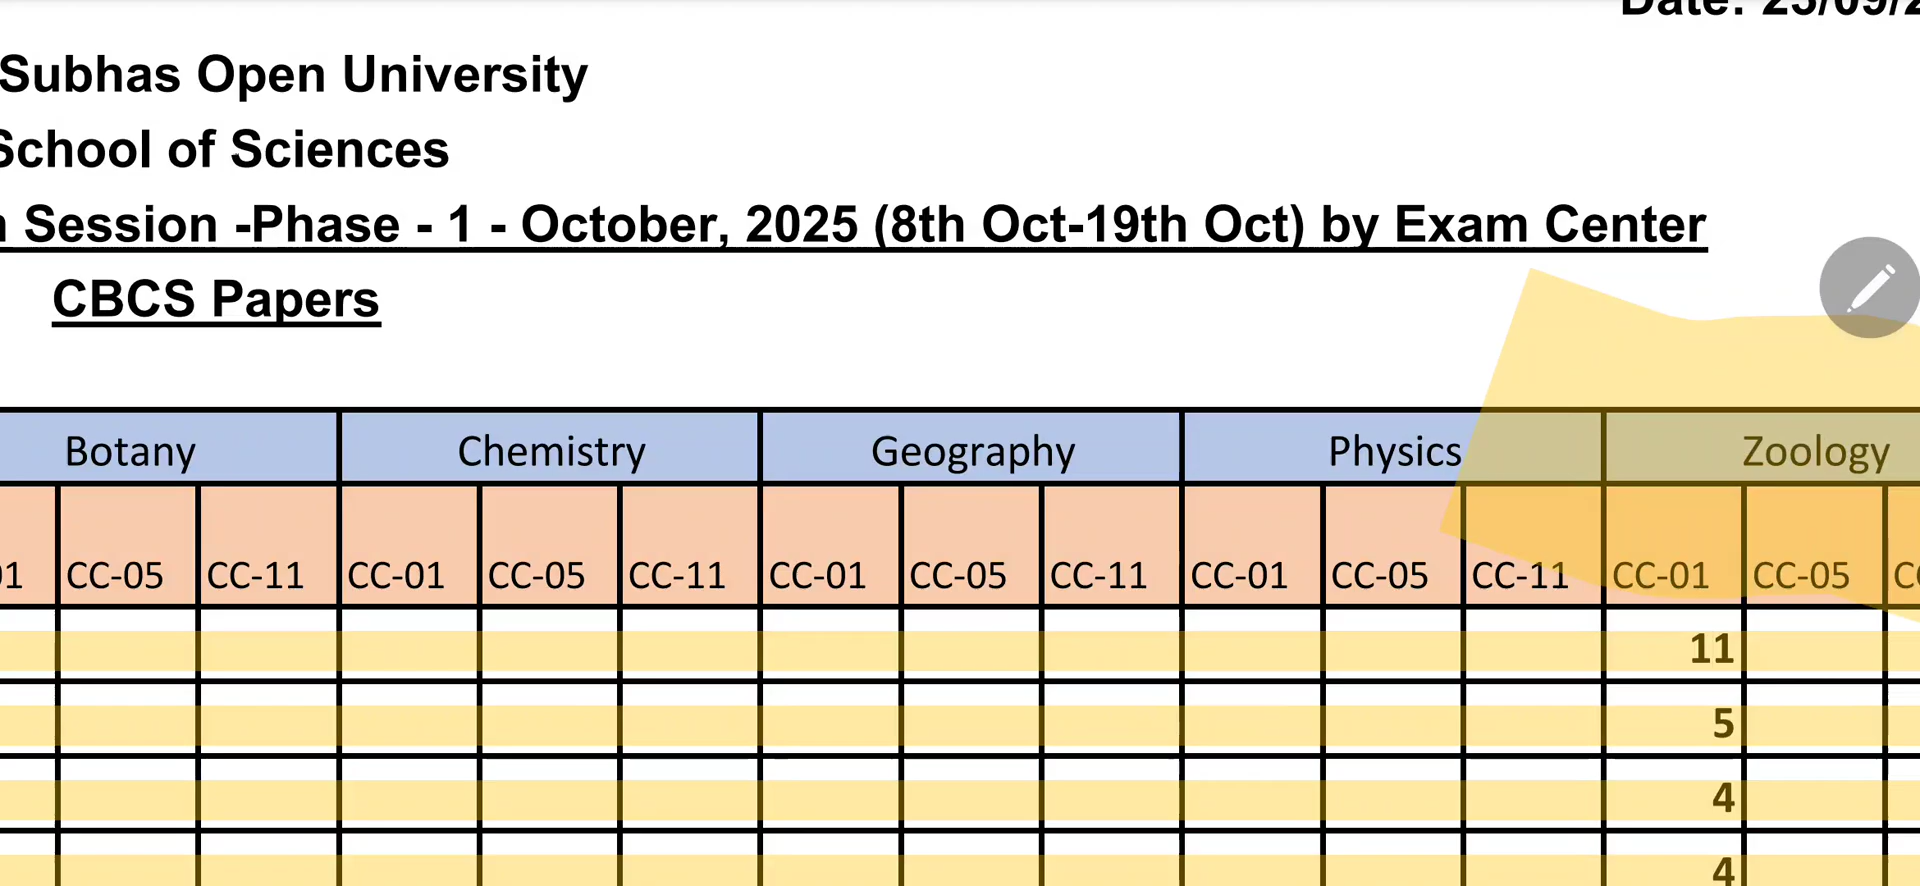 Subhas Open University
School of Sciences
Session -Phase - 1 - October, 2025 (8th Oct-19th Oct) by Exam Center
CBCS Papers
Botany Chemistry Geography Physics Zoology
CC-05 CC-11 CC-01 CC-05 CC-11 CC-01 CC-05 CC-11 CC-01 CC-05 CC-11 CC-01 CC-05
11
5
4
4